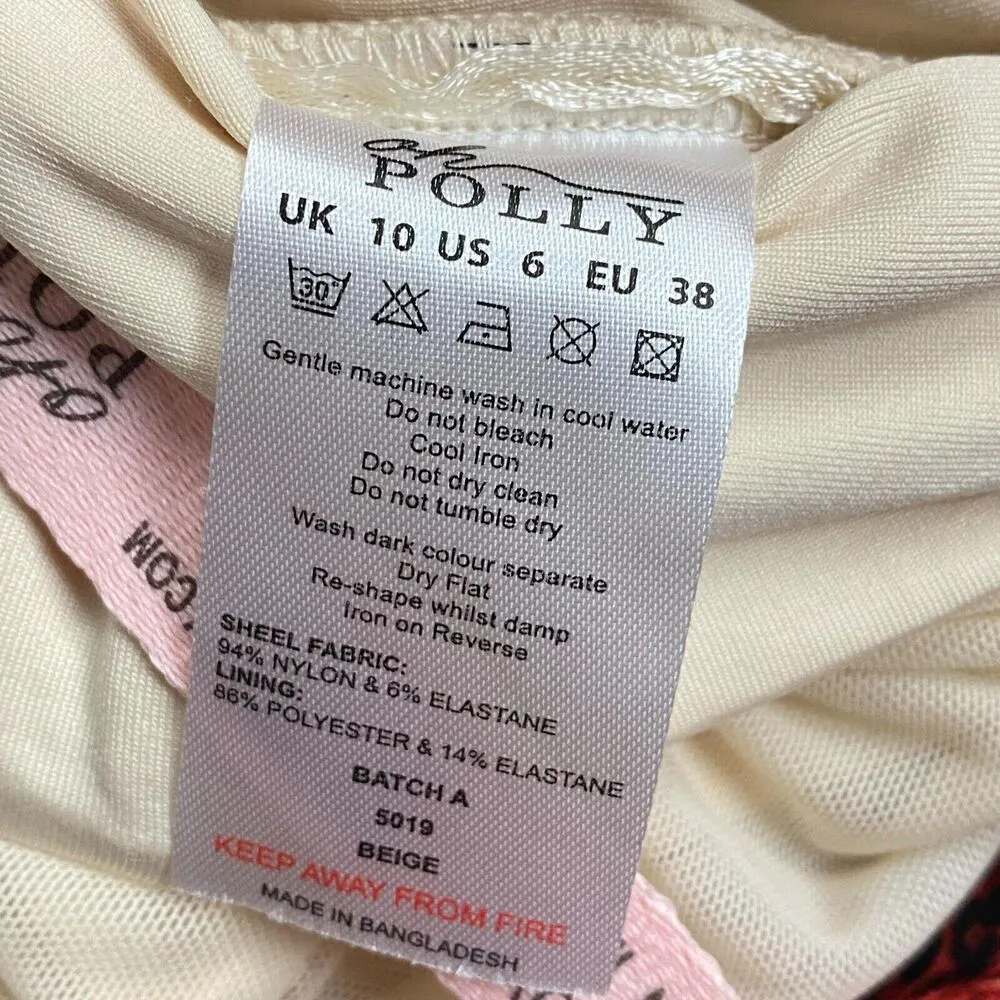 oh
POLLY
UK 10 US 6 EU 38
30°
Gentle machine wash in cool water
Do not bleach
Cool Iron
Do not dry clean
Do not tumble dry
Wash dark colour separate
Dry Flat
Re-shape whilst damp
Iron on Reverse
SHEEL FABRIC:
94% NYLON & 6% ELASTANE
LINING:
86% POLYESTER & 14% ELASTANE
BATCH A
5019
BEIGE
KEEP AWAY FROM FIRE
MADE IN BANGLADESH
oh
PO
.COM